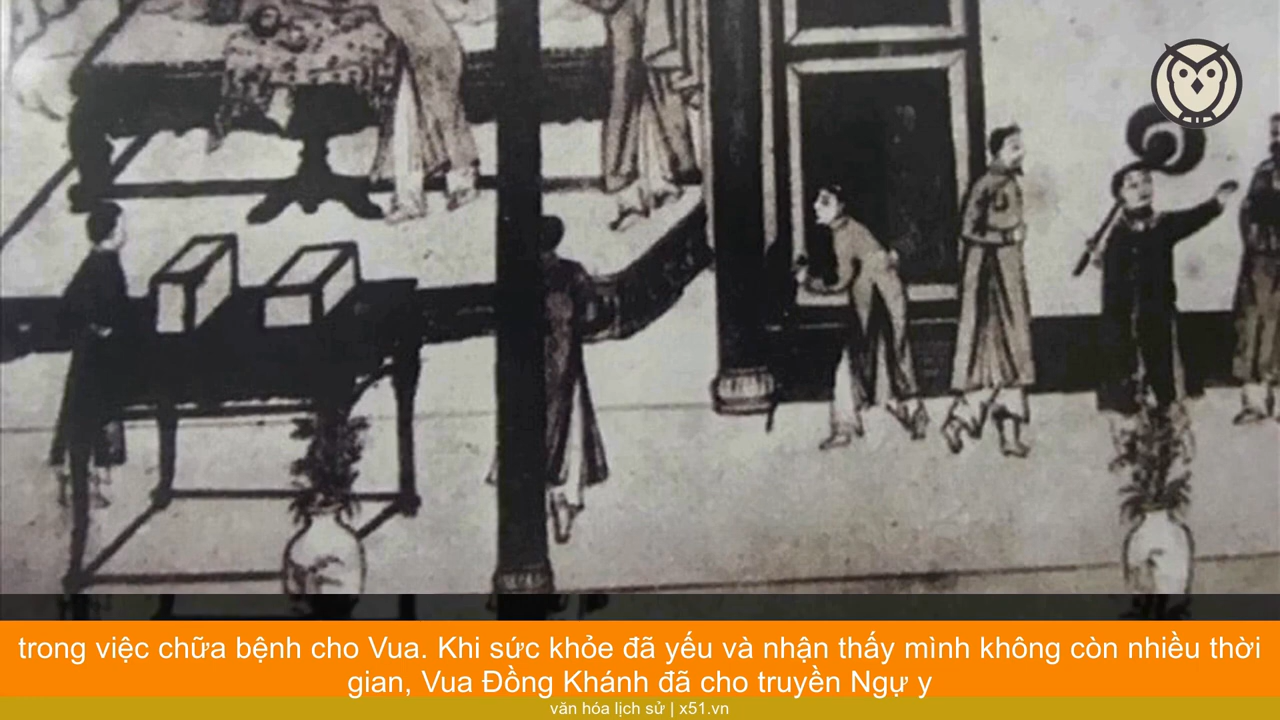 trong việc chữa bệnh cho Vua. Khi sức khỏe đã yếu và nhận thấy mình không còn nhiều thời
gian, Vua Đồng Khánh đã cho truyền Ngự y
văn hóa lịch sử | x51.vn